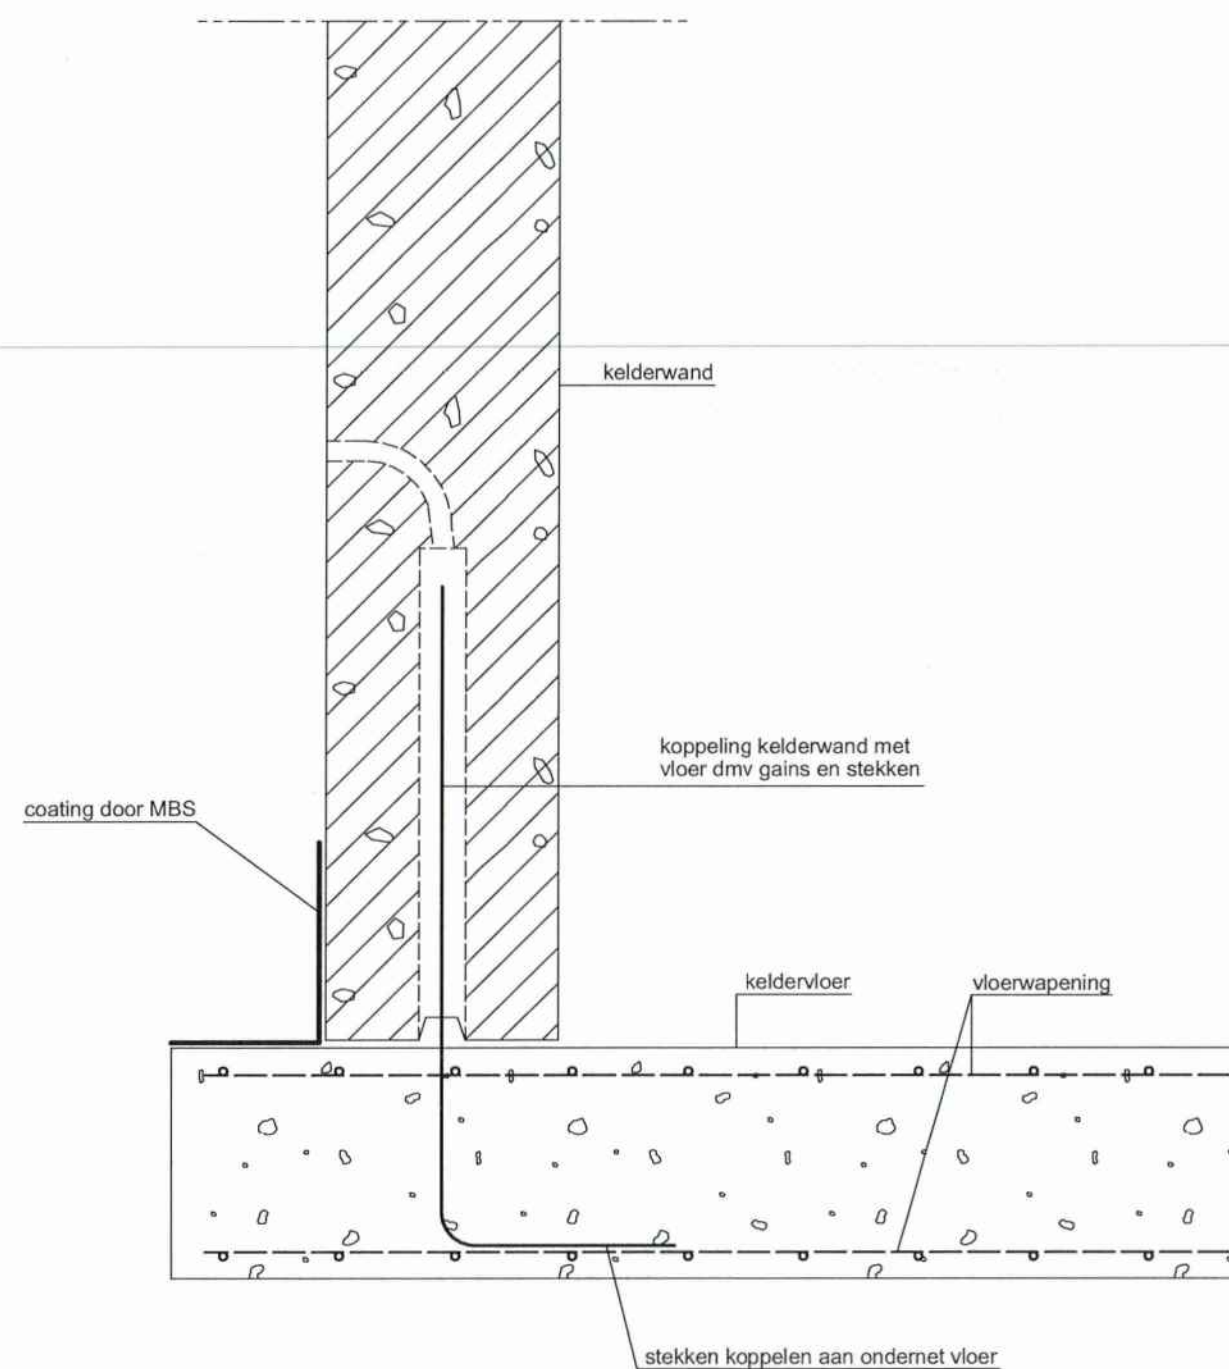 kelderwand
koppeling kelderwand met
vloer dmv gains en stekken
coating door MBS
keldervloer
vloerwapening
stekken koppelen aan ondernet vloer